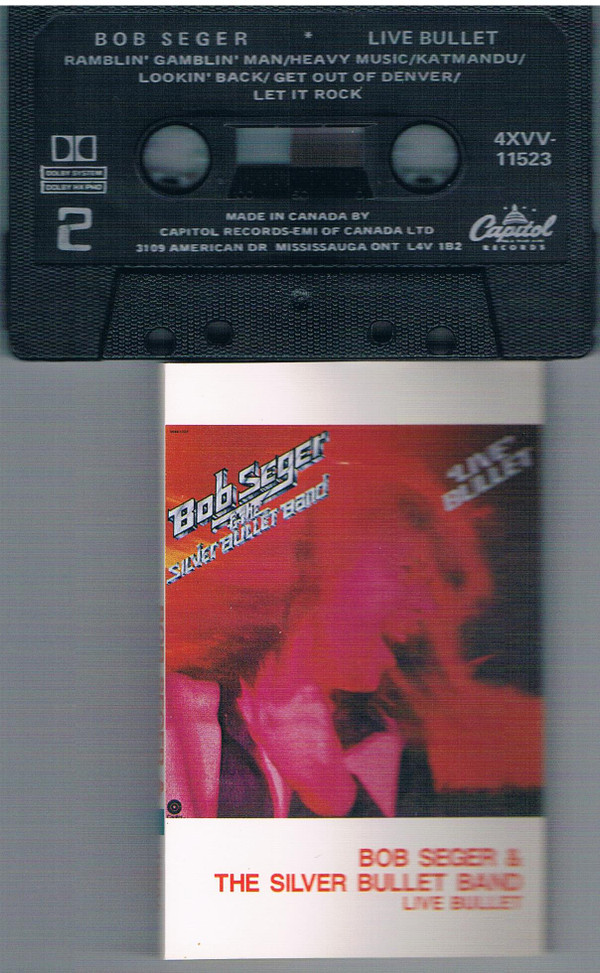 BOB SEGER * LIVE BULLET
RAMBLIN' GAMBLIN' MAN/HEAVY MUSIC/KATMANDU/
LOOKIN' BACK/GET OUT OF DENVER/
LET IT ROCK
4XVV-
11523
DOLBY SYSTEM
DOLBY HX PRO
2
MADE IN CANADA BY
CAPITOL RECORDS-EMI OF CANADA LTD
3109 AMERICAN DR MISSISSAUGA ONT L4V 1B2
Capitol
RECORDS
Bob Seger
& the
SILVER BULLET BAND
'LIVE'
BULLET
BOB SEGER &
THE SILVER BULLET BAND
LIVE BULLET